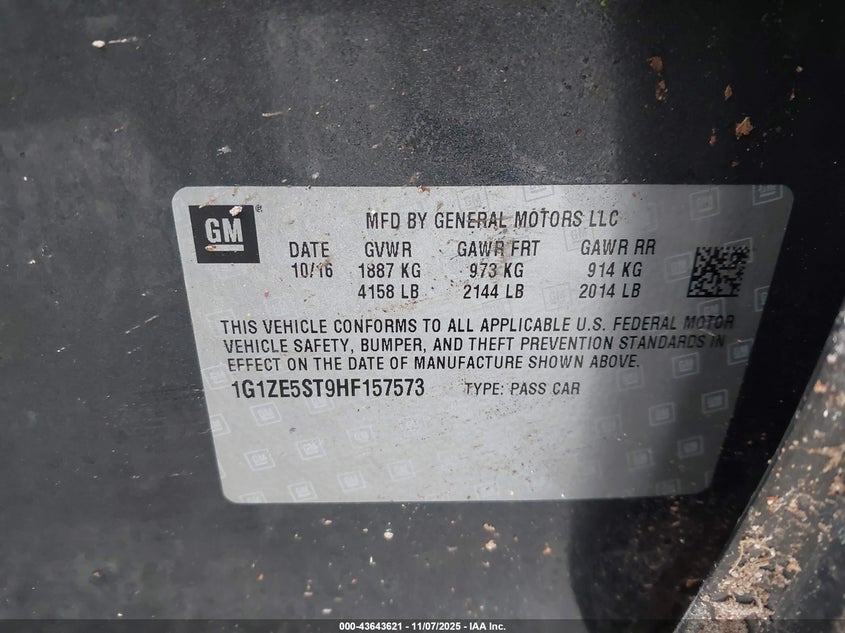 GM ®
MFD BY GENERAL MOTORS LLC
DATE GVWR GAWR FRT GAWR RR
10/16 1887 KG 973 KG 914 KG
4158 LB 2144 LB 2014 LB
THIS VEHICLE CONFORMS TO ALL APPLICABLE U.S. FEDERAL MOTOR
VEHICLE SAFETY, BUMPER, AND THEFT PREVENTION STANDARDS IN
EFFECT ON THE DATE OF MANUFACTURE SHOWN ABOVE.
1G1ZE5ST9HF157573 TYPE: PASS CAR
000-43643621 | 11/07/2025 - IAA Inc.